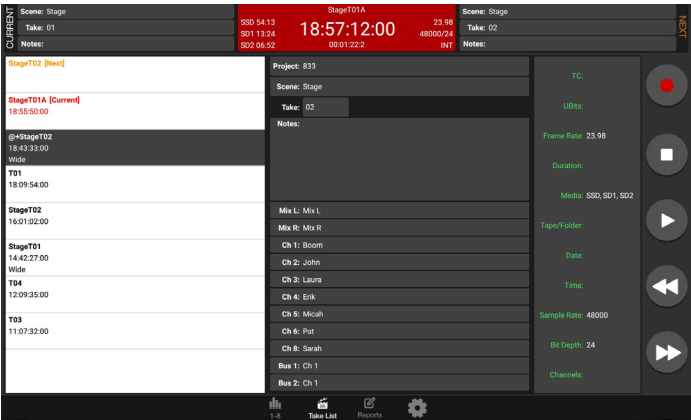 CURRENT
Scene: Stage
Take: 01
Notes:
StageT01A
SSD 54:13
SD1 13:24
SD2 06:52
18:57:12:00
00:01:22:2
23.98
48000/24
INT
Scene: Stage
Take: 02
Notes:
NEXT
StageT02 [Next]
StageT01A [Current]
18:55:50:00
@+StageT02
18:43:33:00
Wide
T01
18:09:54:00
StageT02
16:01:02:00
StageT01
14:42:27:00
Wide
T04
12:09:35:00
T03
11:07:32:00
Project: 833
Scene: Stage
Take: 02
Notes:
Mix L: Mix L
Mix R: Mix R
Ch 1: Boom
Ch 2: John
Ch 3: Laura
Ch 4: Erik
Ch 5: Micah
Ch 6: Pat
Ch 8: Sarah
Bus 1: Ch 1
Bus 2: Ch 1
TC:
UBits:
Frame Rate: 23.98
Duration:
Media: SSD, SD1, SD2
Tape/Folder:
Date:
Time:
Sample Rate: 48000
Bit Depth: 24
Channels:
1-8
Take List
Reports